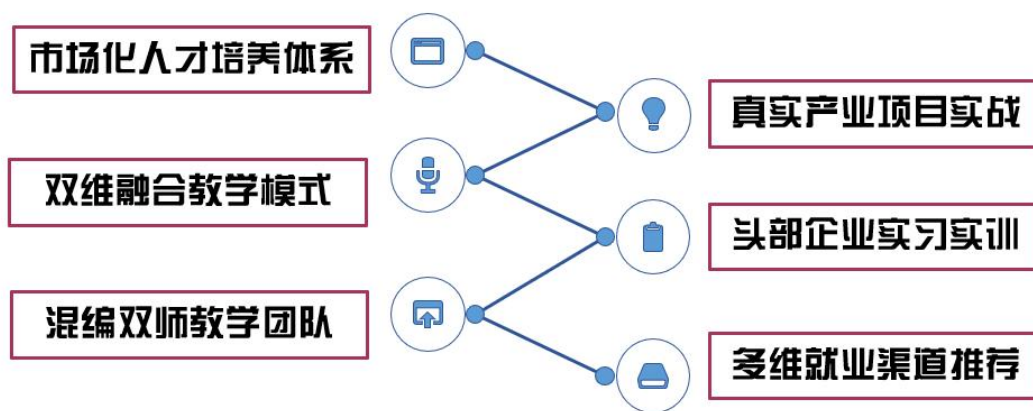 市场化人才培养体系
真实产业项目实战
双维融合教学模式
头部企业实习实训
混编双师教学团队
多维就业渠道推荐